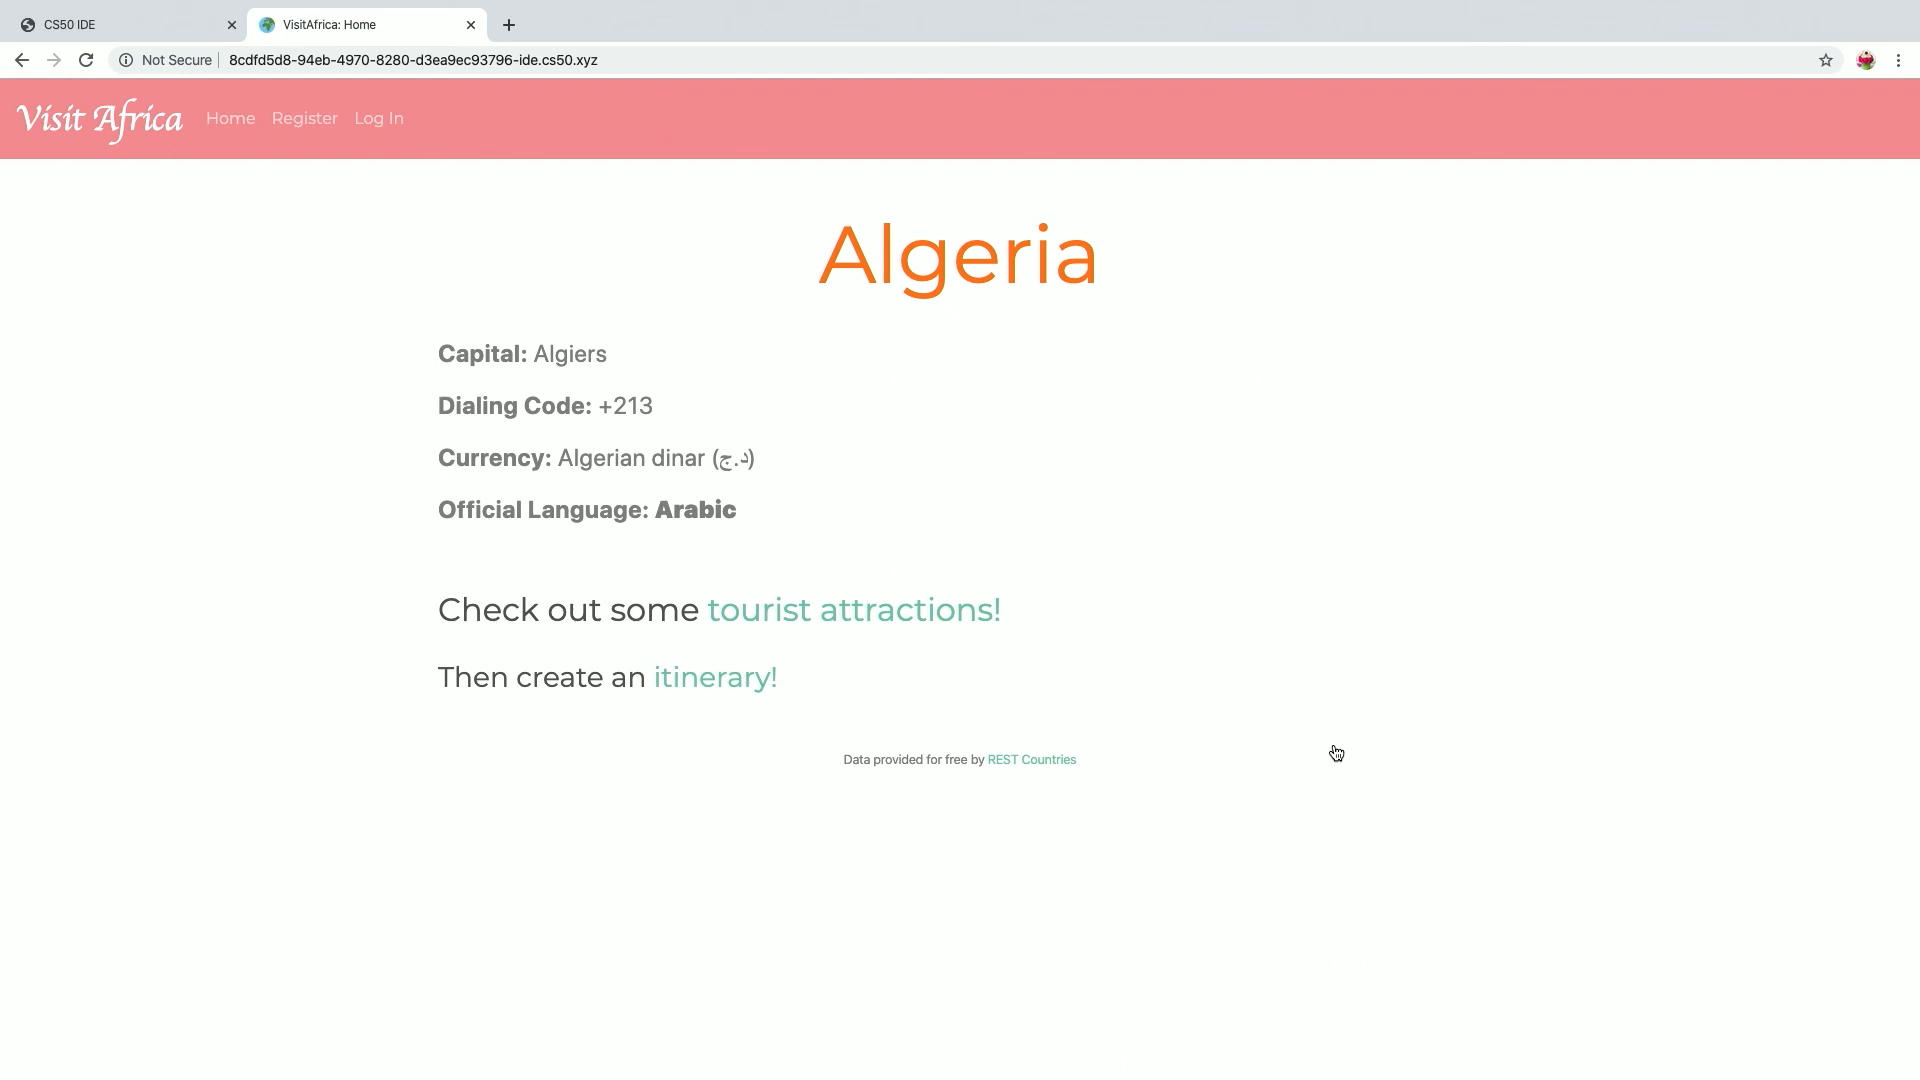 CS50 IDE
VisitAfrica: Home
Not Secure
8cdfd5d8-94eb-4970-8280-d3ea9ec93796-ide.cs50.xyz
Visit Africa
Home
Register
Log In
Algeria
Capital: Algiers
Dialing Code: +213
Currency: Algerian dinar (د.ج)
Official Language: Arabic
Check out some tourist attractions!
Then create an itinerary!
Data provided for free by REST Countries